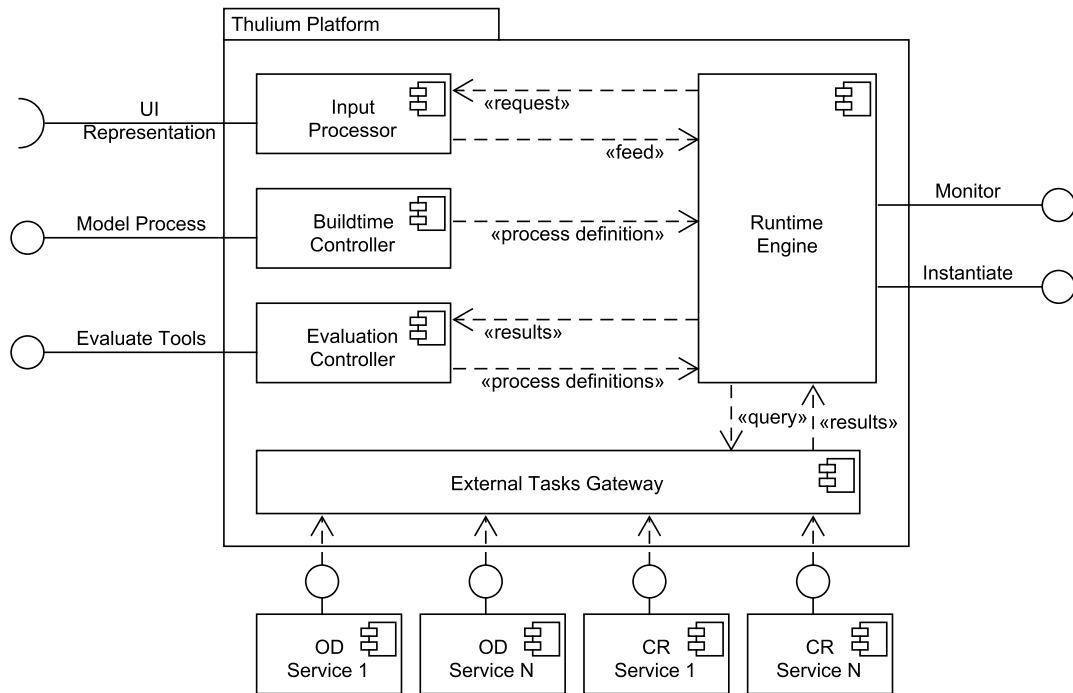 Thulium Platform
UI
Representation
Input
Processor
«request»
«feed»
Model Process
Buildtime
Controller
«process definition»
Runtime
Engine
Monitor
Instantiate
Evaluate Tools
Evaluation
Controller
«results»
«process definitions»
«query»
«results»
External Tasks Gateway
OD
Service 1
OD
Service N
CR
Service 1
CR
Service N